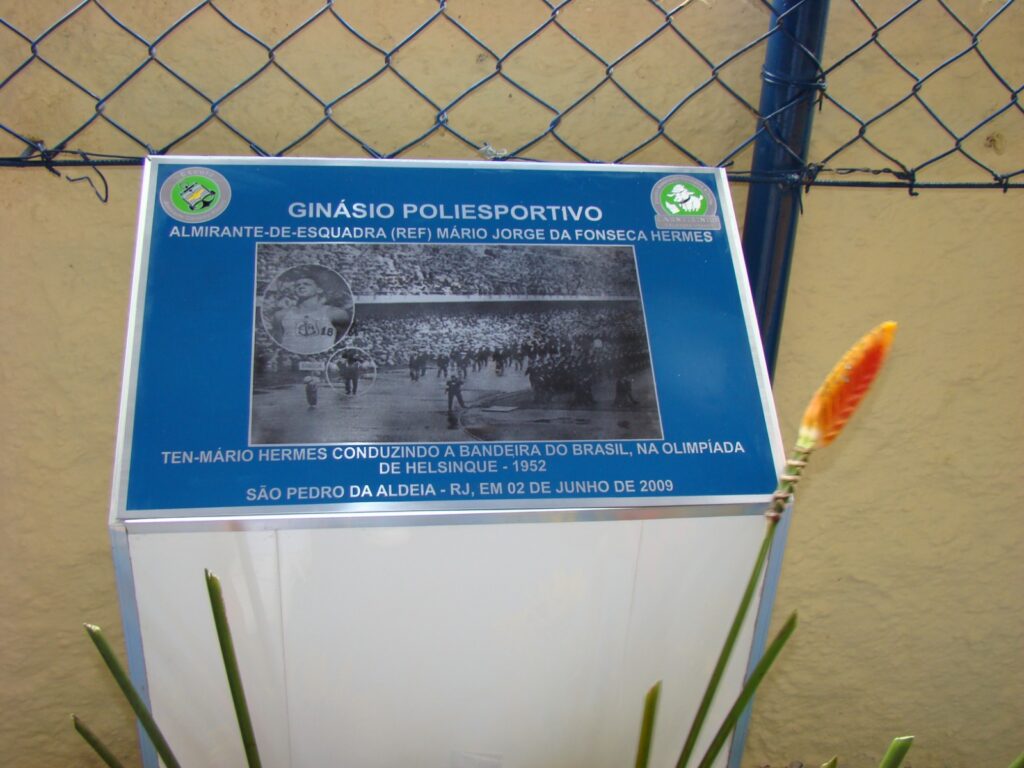 GINÁSIO POLIESPORTIVO
ALMIRANTE-DE-ESQUADRA (REF) MÁRIO JORGE DA FONSECA HERMES
18
TEN-MÁRIO HERMES CONDUZINDO A BANDEIRA DO BRASIL, NA OLIMPÍADA
DE HELSINQUE - 1952
SÃO PEDRO DA ALDEIA - RJ, EM 02 DE JUNHO DE 2009